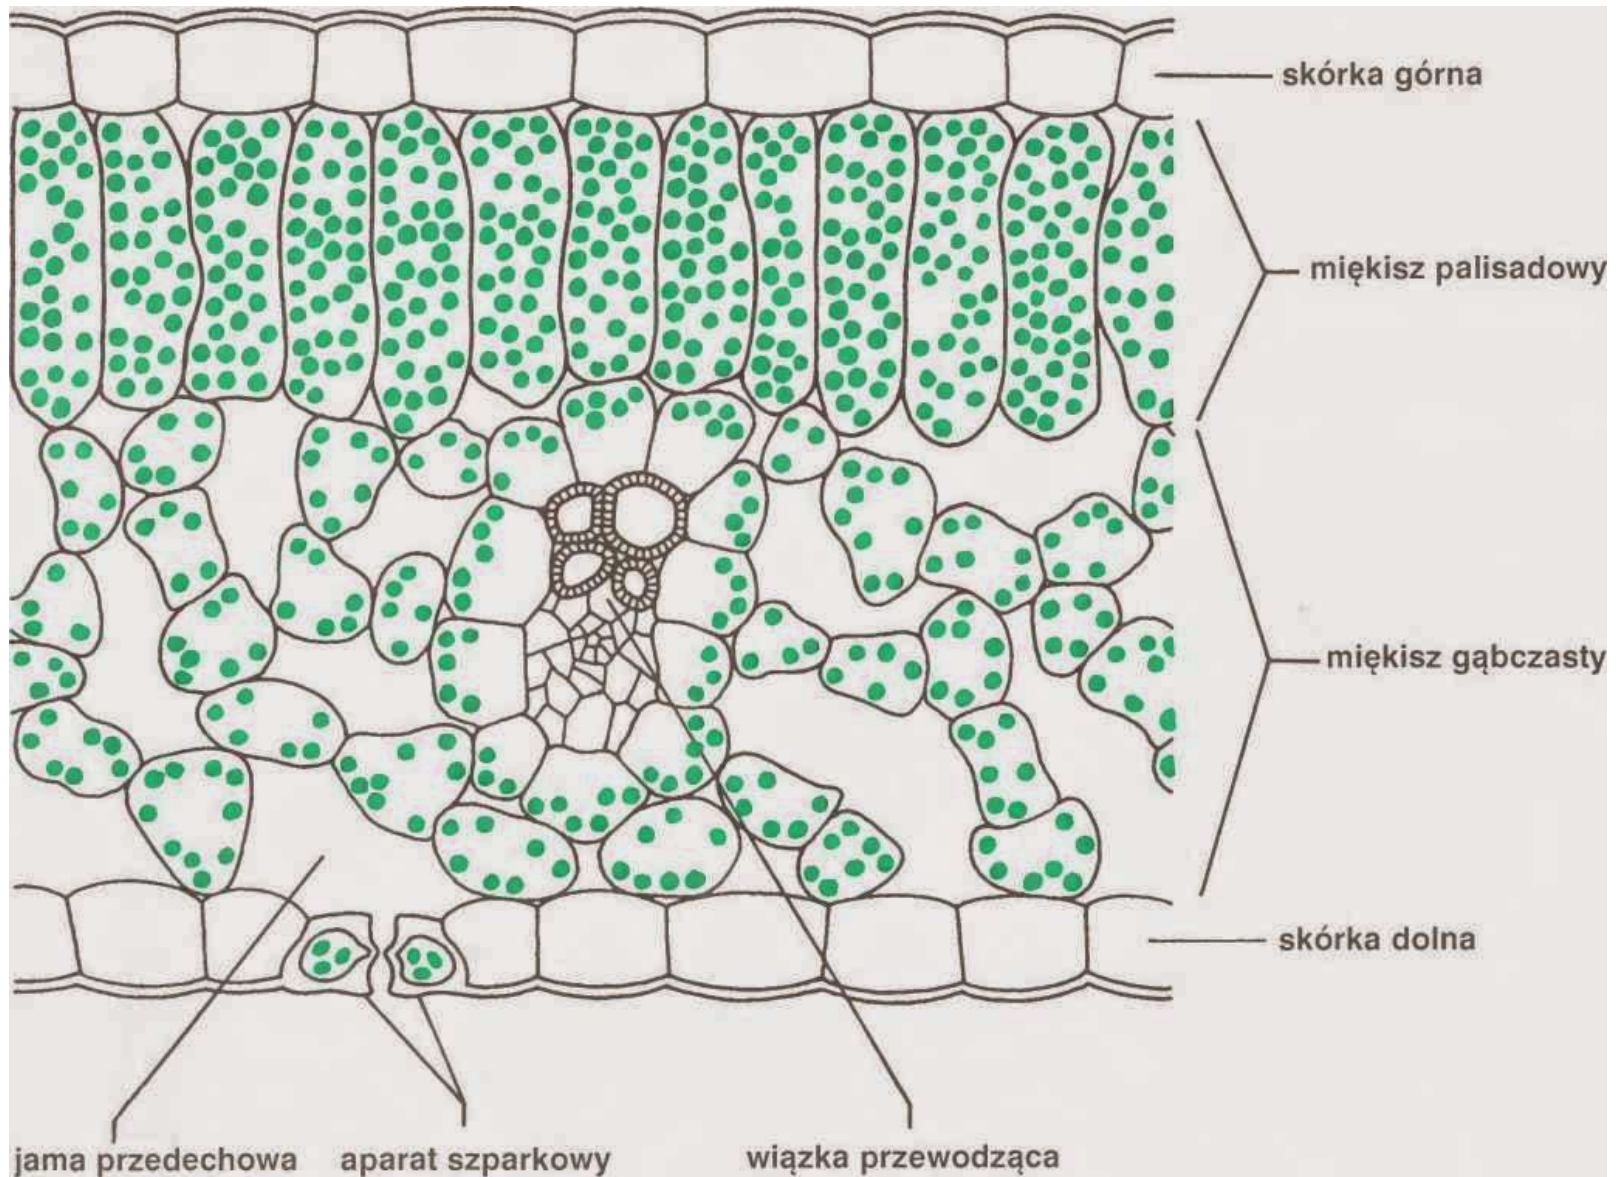 skórka górna
miękisz palisadowy
miękisz gąbczasty
skórka dolna
jama przedechowa
aparat szparkowy
wiązka przewodząca